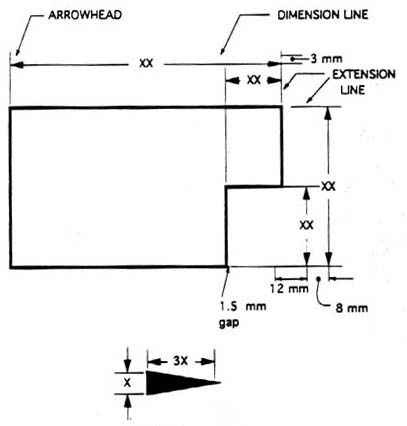 ARROWHEAD
DIMENSION LINE
XX
3 mm
XX
EXTENSION
LINE
XX
XX
12 mm
1.5 mm
gap
8 mm
3X
X